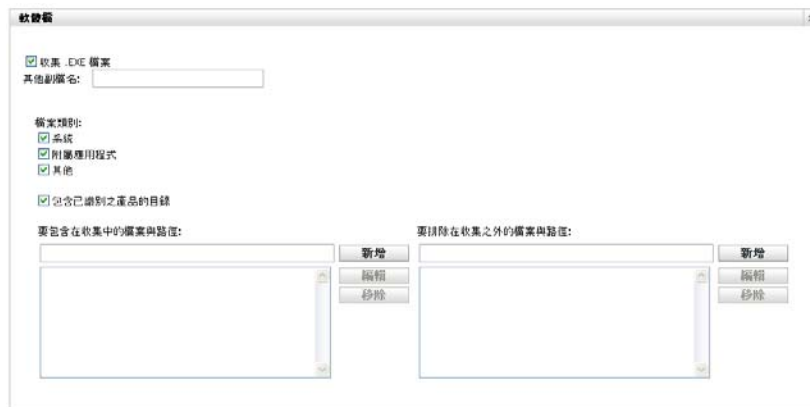 軟體檔
收集 .EXE 檔案
其他副檔名:
檔案類別:
系統
附屬應用程式
其他
包含已識別之產品的目錄
要包含在收集中的檔案與路徑:
要排除在收集之外的檔案與路徑:
新增
編輯
移除
新增
編輯
移除